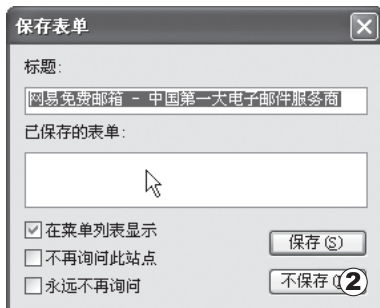 保存表单
标题:
网易免费邮箱 - 中国第一大电子邮件服务商
已保存的表单:
在菜单列表显示
保存(S)
不再询问此站点
永远不再询问
不保存(
2